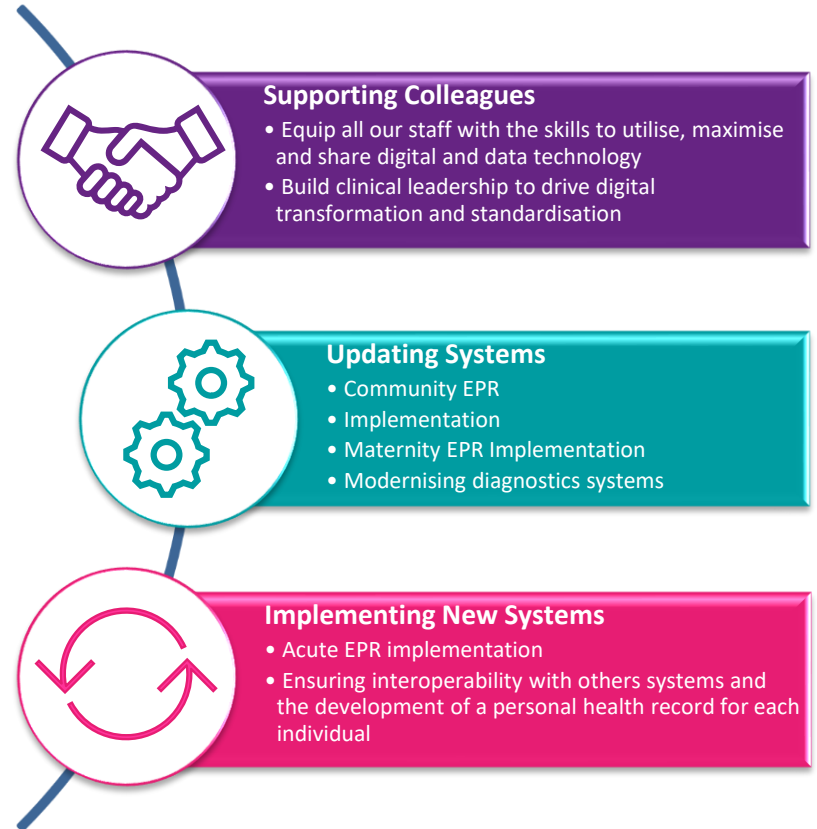 Supporting Colleagues
• Equip all our staff with the skills to utilise, maximise
and share digital and data technology
• Build clinical leadership to drive digital
transformation and standardisation
Updating Systems
• Community EPR
• Implementation
• Maternity EPR Implementation
• Modernising diagnostics systems
Implementing New Systems
• Acute EPR implementation
• Ensuring interoperability with others systems and
the development of a personal health record for each
individual